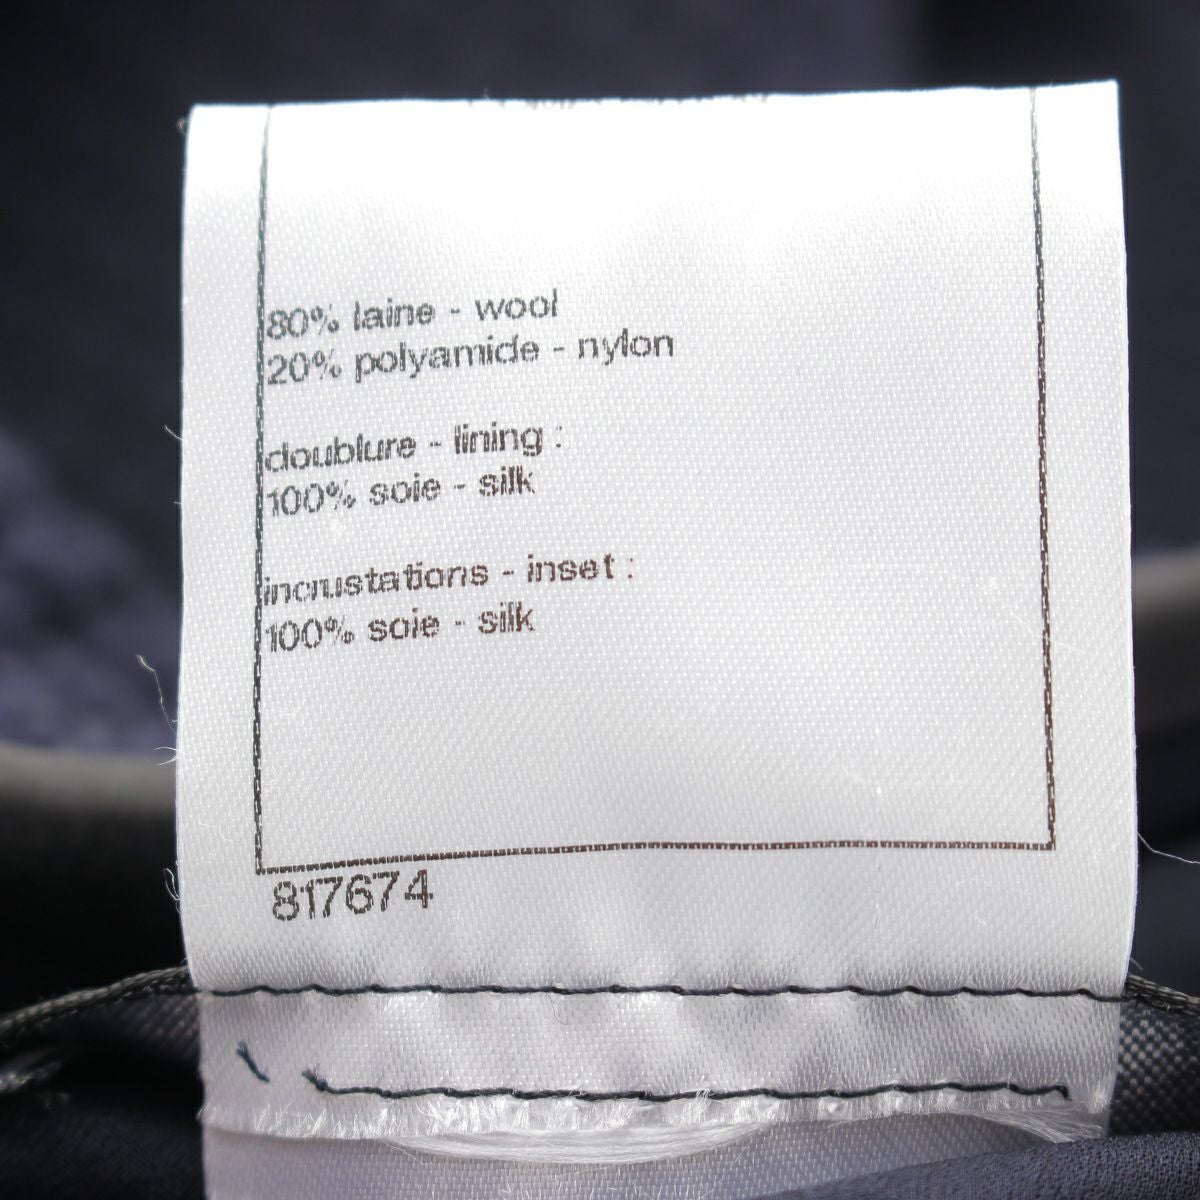 80% laine - wool
20% polyamide - nylon
doublure - lining :
100% soie - silk
incrustations - inset :
100% soie - silk
817674